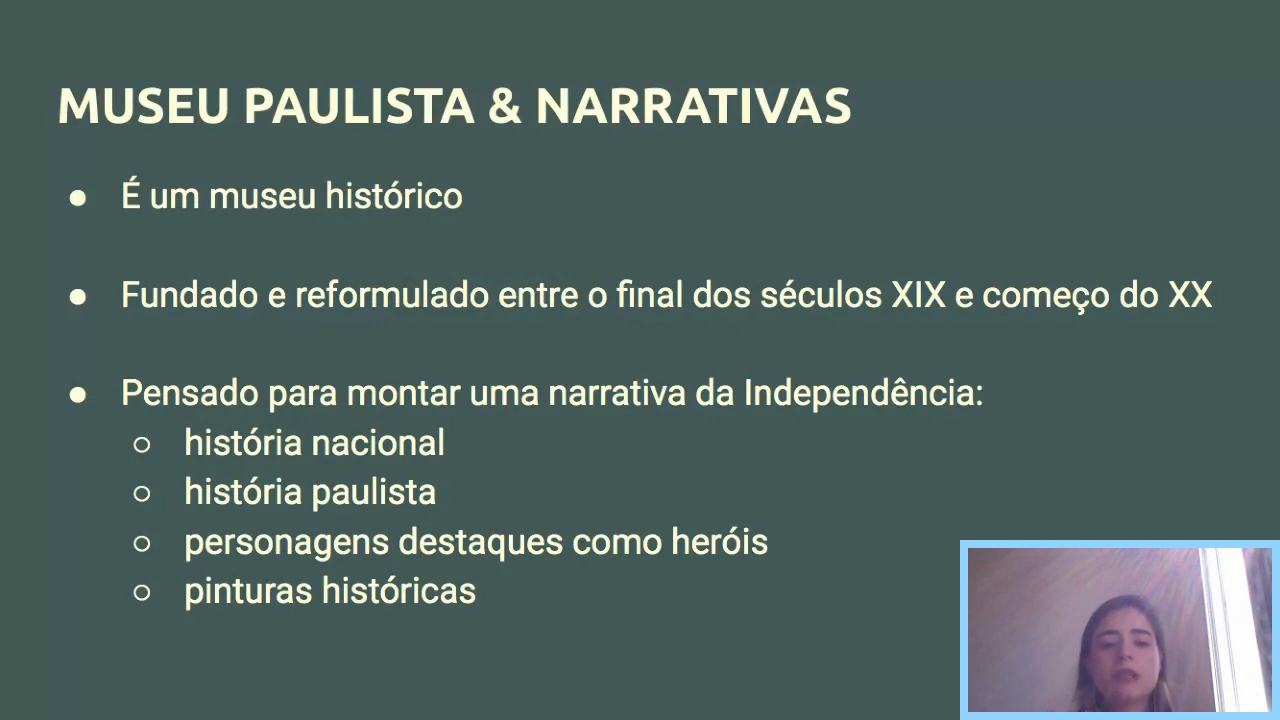 MUSEU PAULISTA & NARRATIVAS
● É um museu histórico
● Fundado e reformulado entre o final dos séculos XIX e começo do XX
● Pensado para montar uma narrativa da Independência:
○ história nacional
○ história paulista
○ personagens destaques como heróis
○ pinturas históricas